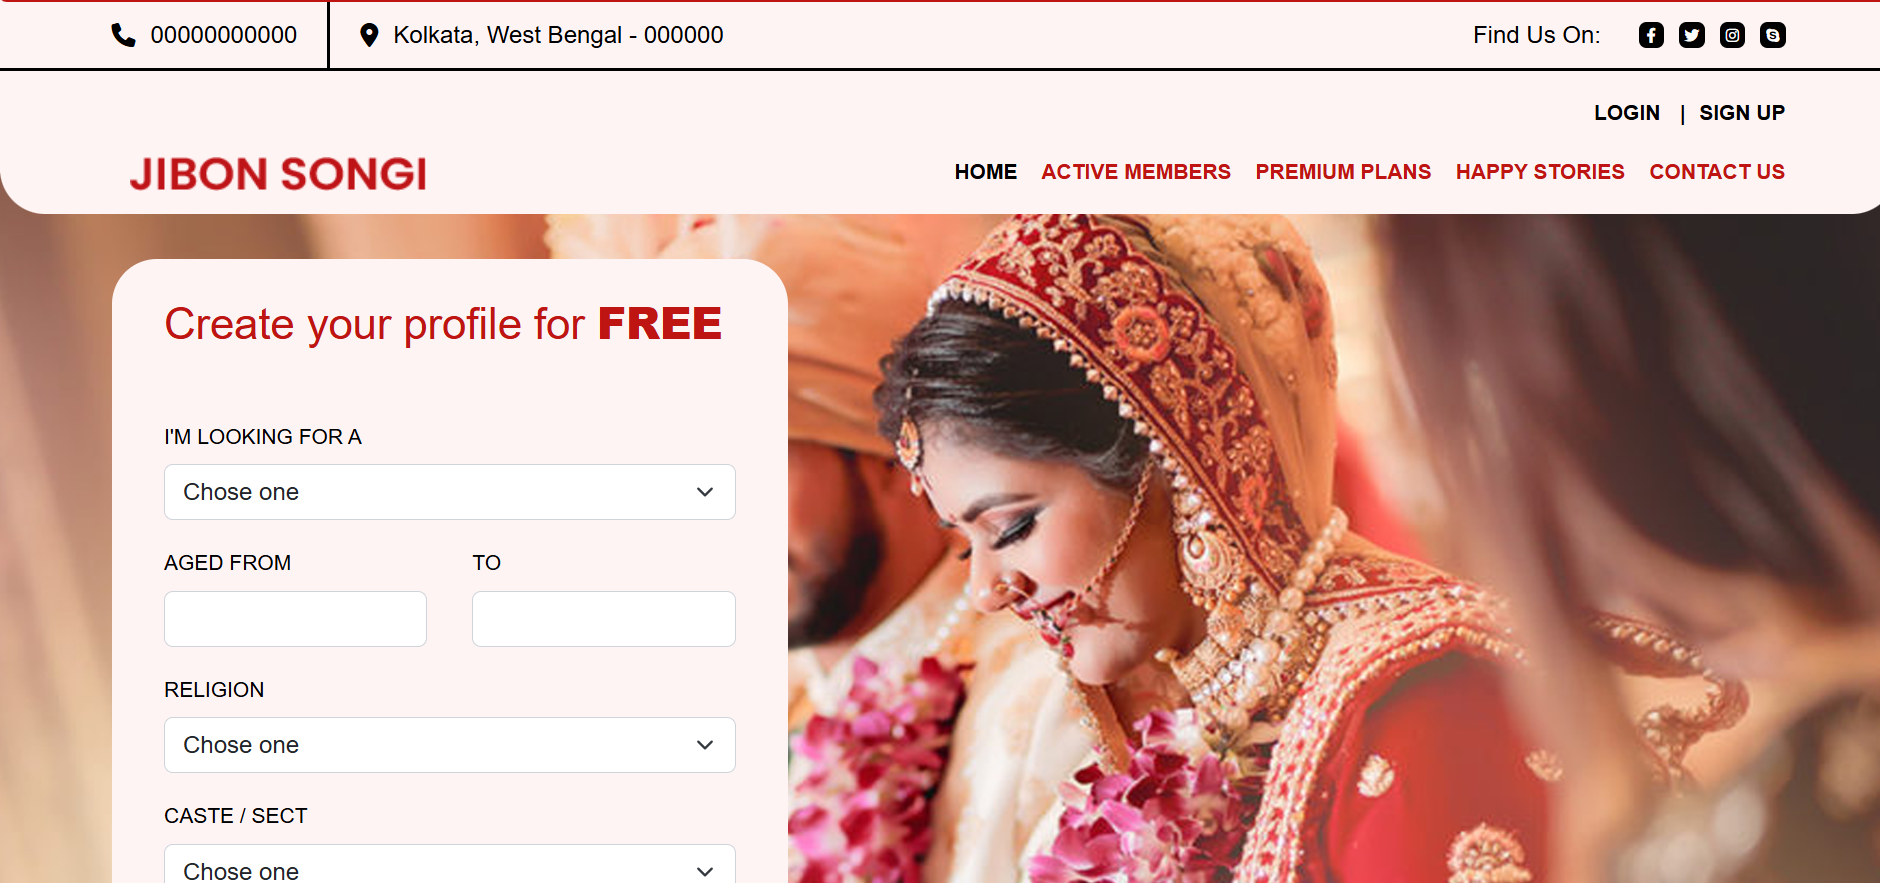 00000000000
Kolkata, West Bengal - 000000
Find Us On:
LOGIN | SIGN UP
JIBON SONGI
HOME ACTIVE MEMBERS PREMIUM PLANS HAPPY STORIES CONTACT US
Create your profile for FREE
I'M LOOKING FOR A
Chose one
AGED FROM TO
RELIGION
Chose one
CASTE / SECT
Chose one